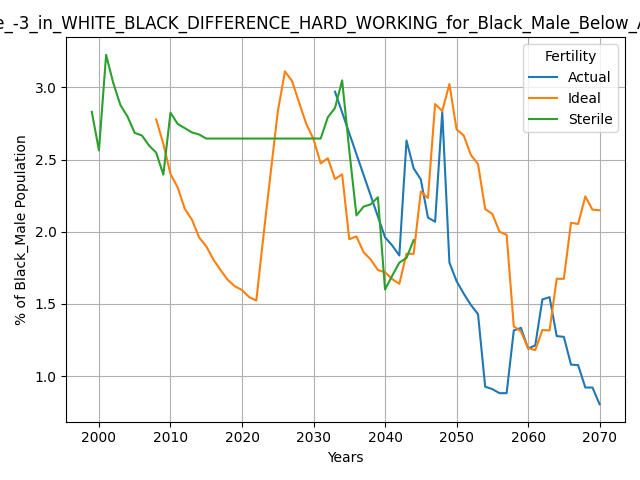 e_-3_in_WHITE_BLACK_DIFFERENCE_HARD_WORKING_for_Black_Male_Below_A
Fertility
Actual
Ideal
Sterile
% of Black_Male Population
3.0
2.5
2.0
1.5
1.0
2000 2010 2020 2030 2040 2050 2060 2070
Years